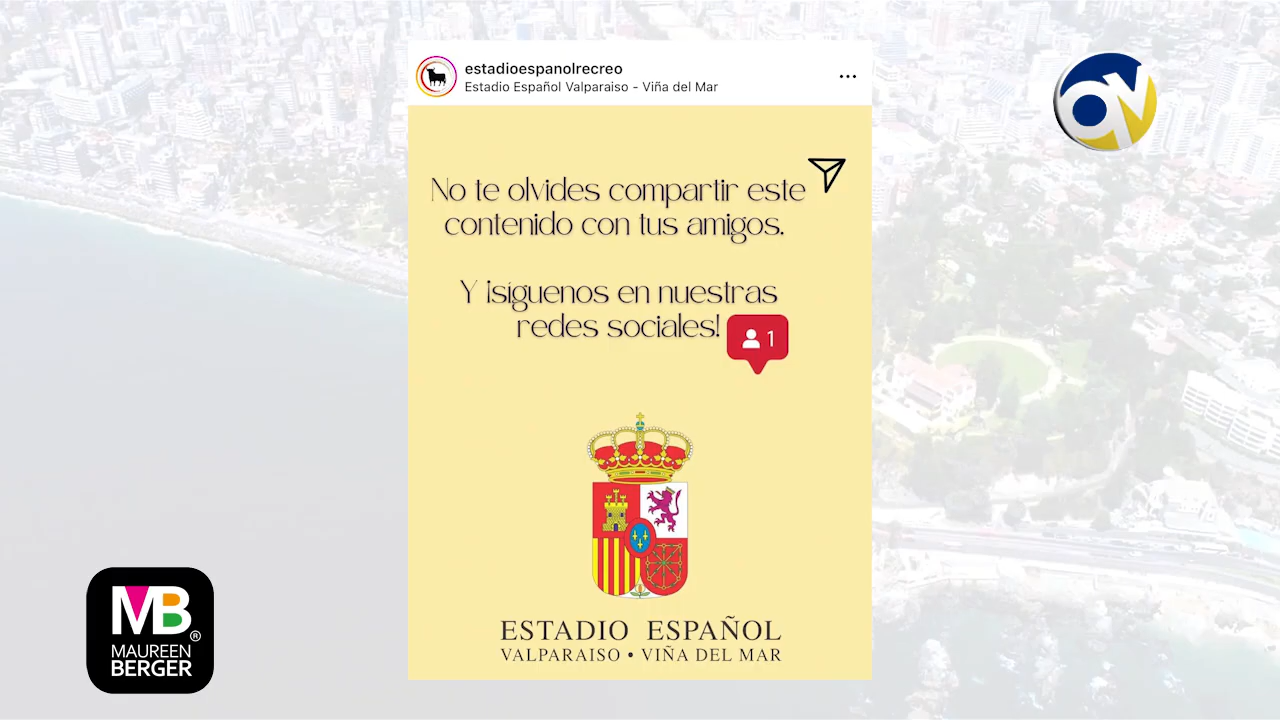 estadioespanolrecreo
Estadio Español Valparaiso - Viña del Mar
No te olvides compartir este
contenido con tus amigos.
Y ¡síguenos en nuestras
redes sociales!
1
ESTADIO ESPAÑOL
VALPARAISO • VIÑA DEL MAR
MB®
MAUREEN
BERGER